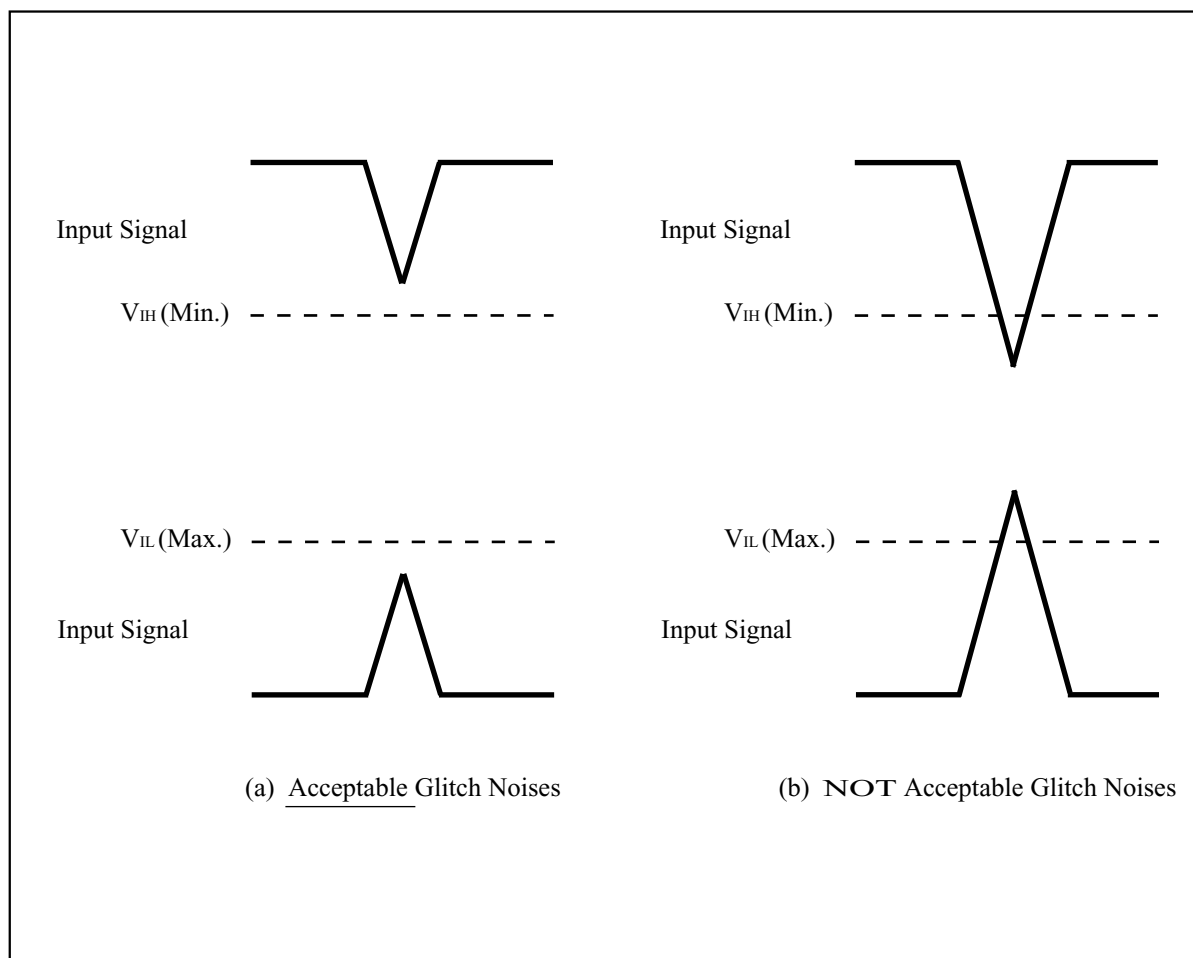 Input Signal
Input Signal
VIH (Min.)
VIH (Min.)
VIL (Max.)
VIL (Max.)
Input Signal
Input Signal
(a) Acceptable Glitch Noises
(b) NOT Acceptable Glitch Noises